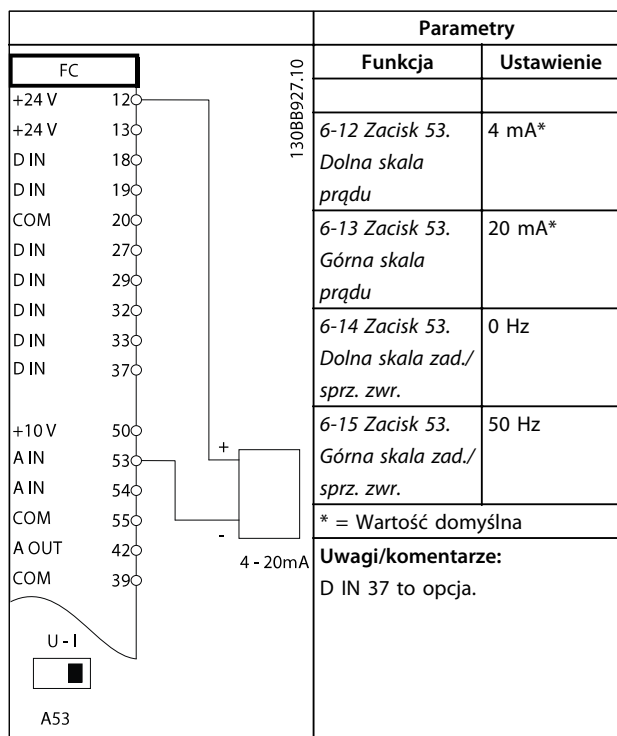 FC
+24 V 12
+24 V 13
D IN 18
D IN 19
COM 20
D IN 27
D IN 29
D IN 32
D IN 33
D IN 37
+10 V 50
A IN 53
A IN 54
COM 55
A OUT 42
COM 39
U - I
A53
+
-
4 - 20mA
130BB927.10
Parametry
Funkcja Ustawienie
6-12 Zacisk 53. 4 mA*
Dolna skala
prądu
6-13 Zacisk 53. 20 mA*
Górna skala
prądu
6-14 Zacisk 53. 0 Hz
Dolna skala zad./
sprz. zwr.
6-15 Zacisk 53. 50 Hz
Górna skala zad./
sprz. zwr.
* = Wartość domyślna
Uwagi/komentarze:
D IN 37 to opcja.